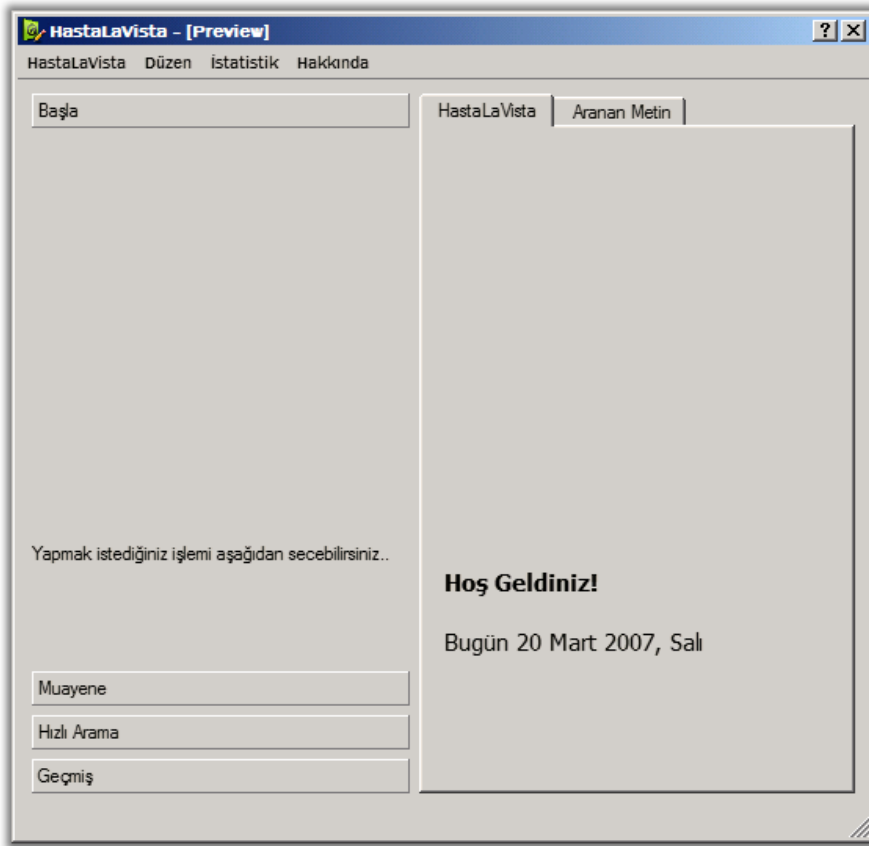 HastaLaVista - [Preview]
HastaLaVista Düzen İstatistik Hakkında
Başla
HastaLaVista Aranan Metin
Yapmak istediğiniz işlemi aşağıdan secebilirsiniz..
Hoş Geldiniz!
Bugün 20 Mart 2007, Salı
Muayene
Hızlı Arama
Geçmiş